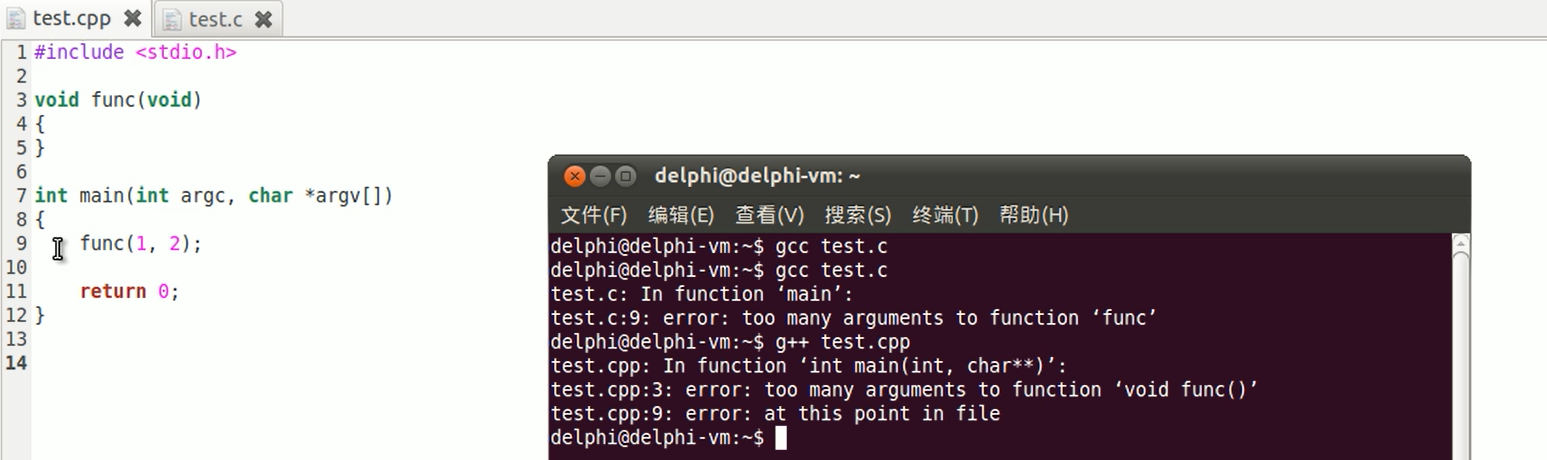 test.cpp
test.c
1 #include <stdio.h>
2
3 void func(void)
4 {
5 }
6
7 int main(int argc, char *argv[])
8 {
9     func(1, 2);
10
11     return 0;
12 }
13
14
delphi@delphi-vm: ~
文件(F) 编辑(E) 查看(V) 搜索(S) 终端(T) 帮助(H)
delphi@delphi-vm:~$ gcc test.c
delphi@delphi-vm:~$ gcc test.c
test.c: In function ‘main’:
test.c:9: error: too many arguments to function ‘func’
delphi@delphi-vm:~$ g++ test.cpp
test.cpp: In function ‘int main(int, char**)’:
test.cpp:3: error: too many arguments to function ‘void func()’
test.cpp:9: error: at this point in file
delphi@delphi-vm:~$